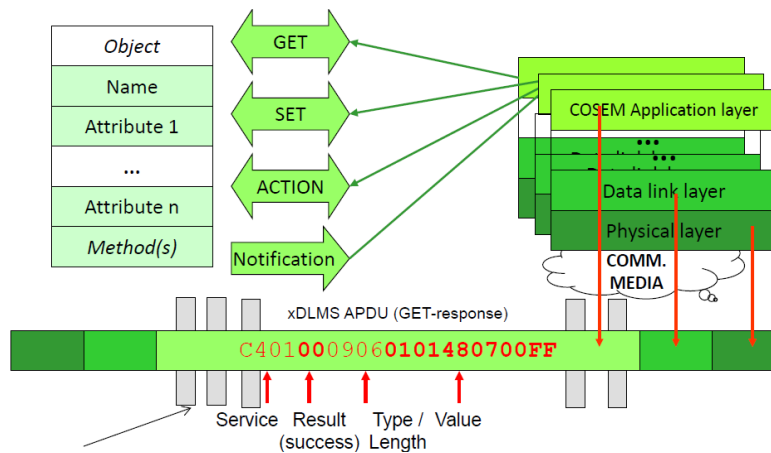 Object
Name
Attribute 1
...
Attribute n
Method(s)
GET
SET
ACTION
Notification
COSEM Application layer
...
...
Data link layer
Physical layer
COMM.
MEDIA
xDLMS APDU (GET-response)
C4010009060101480700FF
Service Result Type / Value
(success) Length